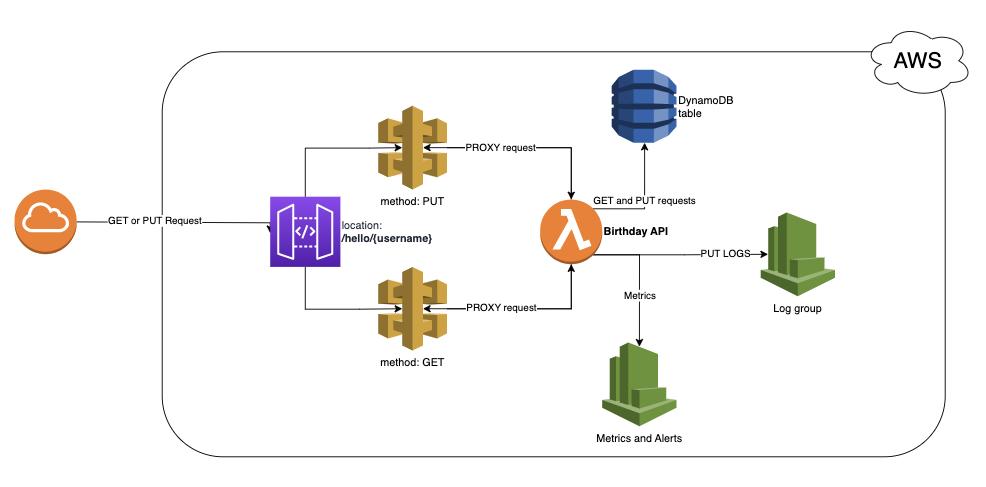 AWS
DynamoDB
table
PROXY request
method: PUT
GET and PUT requests
GET or PUT Request
location:
/hello/{username}
</>
Birthday API
PUT LOGS
Metrics
PROXY request
Log group
method: GET
Metrics and Alerts